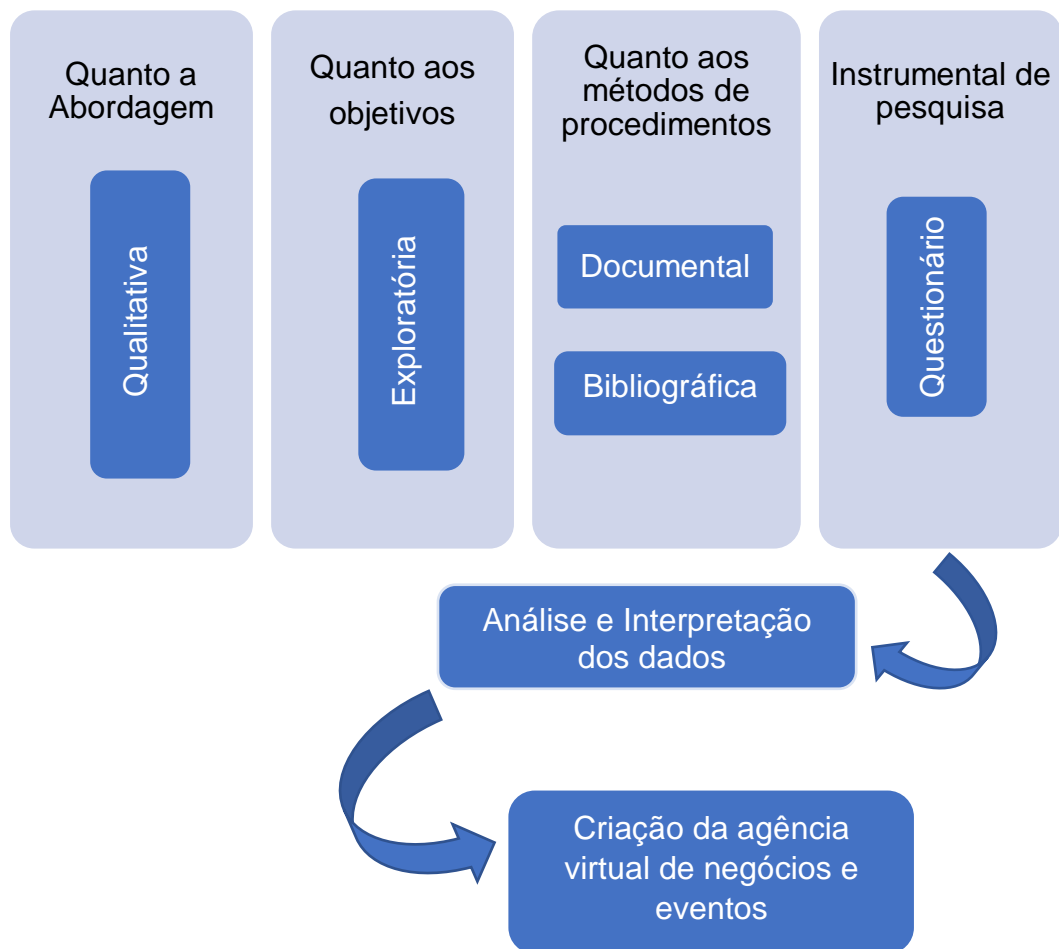 Quanto a
Abordagem
Qualitativa
Quanto aos
objetivos
Exploratória
Quanto aos
métodos de
procedimentos
Documental
Bibliográfica
Instrumental de
pesquisa
Questionário
Análise e Interpretação
dos dados
Criação da agência
virtual de negócios e
eventos